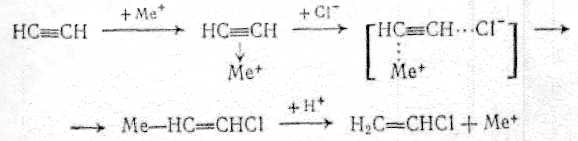 HC≡CH +Me⁺ → HC≡CH +Cl⁻ → [HC≡CH⋯Cl⁻] →
↓ ⋮
Me⁺ Me⁺
→ Me—HC=CHCl +H⁺ → H₂C=CHCl + Me⁺